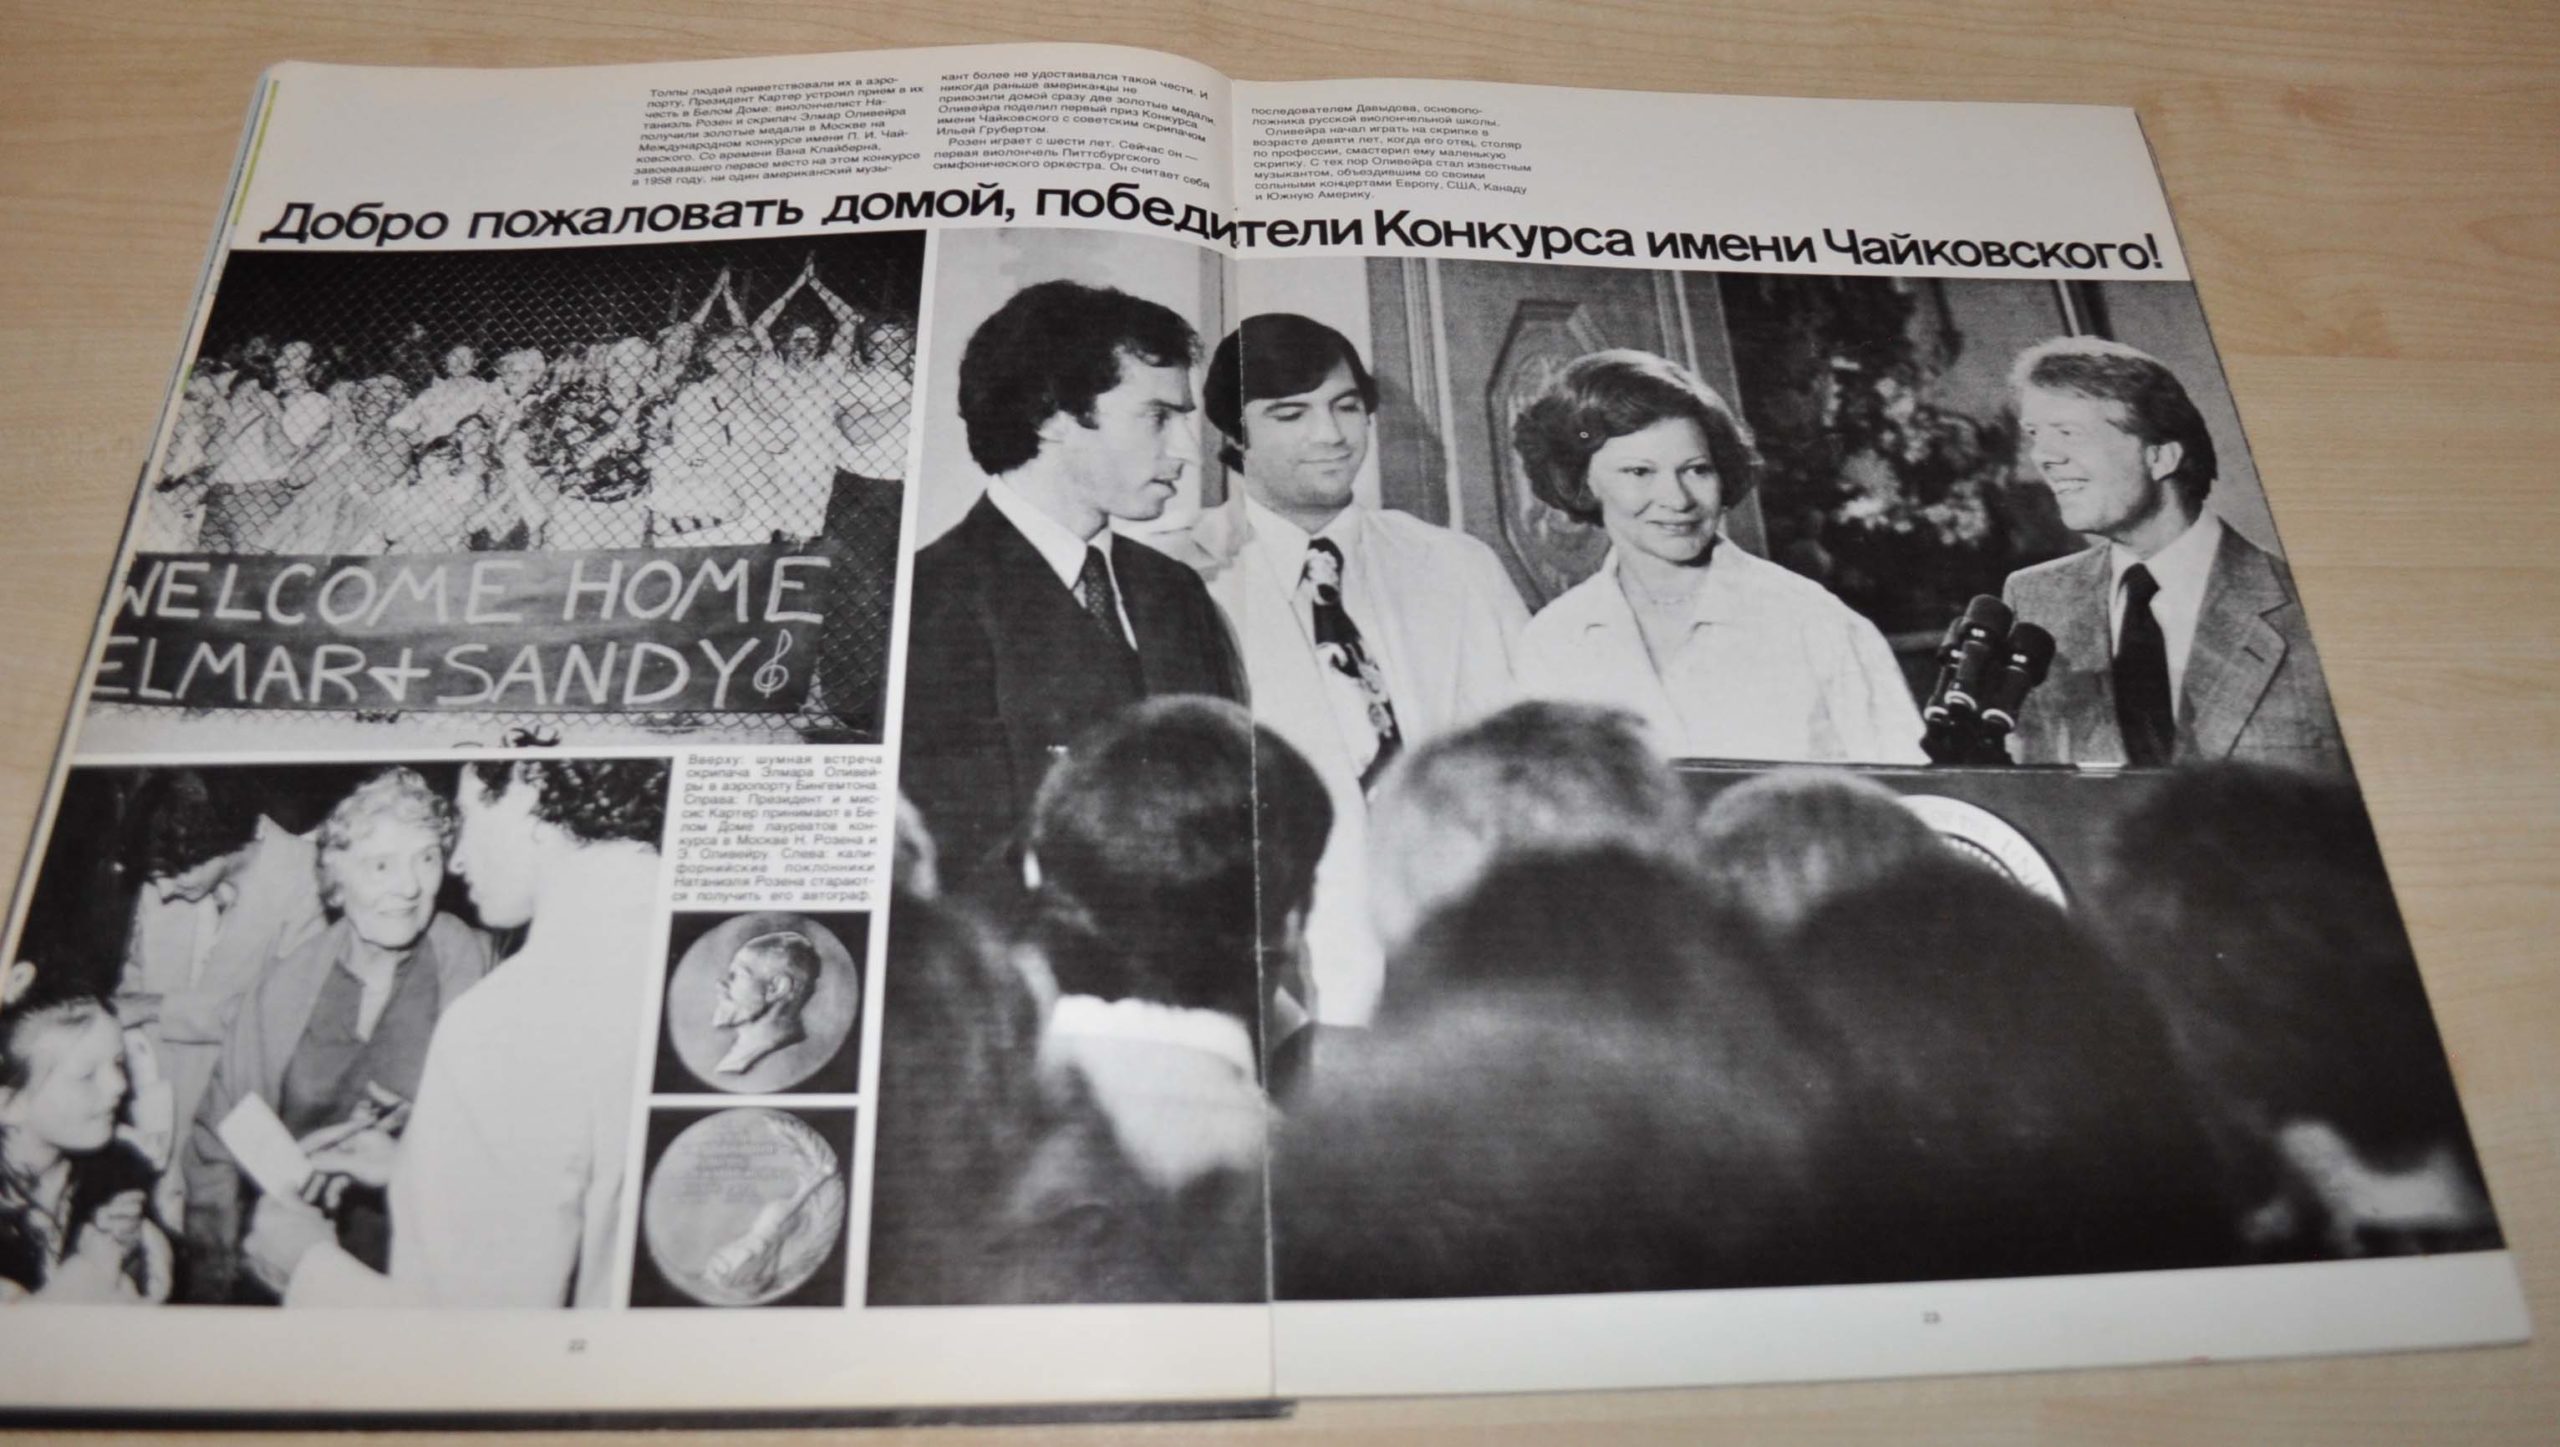 Толпы людей приветствовали их в аэро-
порту, Президент Картер устроил прием в их
честь в Белом Доме: виолончелист На-
таниэль Розен и скрипач Элмар Оливейра
получили золотые медали в Москве на
Международном конкурсе имени П. И. Чай-
ковского. Со времени Вана Клайберна,
завоевавшего первое место на этом конкурсе
в 1958 году, ни один американский музы-
кант более не удостаивался такой чести. И
никогда раньше американцы не
привозили домой сразу две золотые медали.
Оливейра поделил первый приз Конкурса
имени Чайковского с советским скрипачом
Ильей Грубертом.
Розен играет с шести лет. Сейчас он —
первая виолончель Питтсбургского
симфонического оркестра. Он считает себя
последователем Давыдова, основопо-
ложника русской виолончельной школы.
Оливейра начал играть на скрипке в
возрасте девяти лет, когда его отец, столяр
по профессии, смастерил ему маленькую
скрипку. С тех пор Оливейра стал известным
музыкантом, объездившим со своими
сольными концертами Европу, США, Канаду
и Южную Америку.
Добро пожаловать домой, победители Конкурса имени Чайковского!
WELCOME HOME
ELMAR & SANDY
Вверху: шумная встреча
скрипача Элмара Оливей-
ры в аэропорту Бингемтона.
Справа: Президент и мис-
сис Картер принимают в Бе-
лом Доме лауреатов кон-
курса в Москве Н. Розена и
Э. Оливейру. Слева: кали-
форнийские поклонники
Натаниэля Розена старают-
ся получить его автограф.
22
23